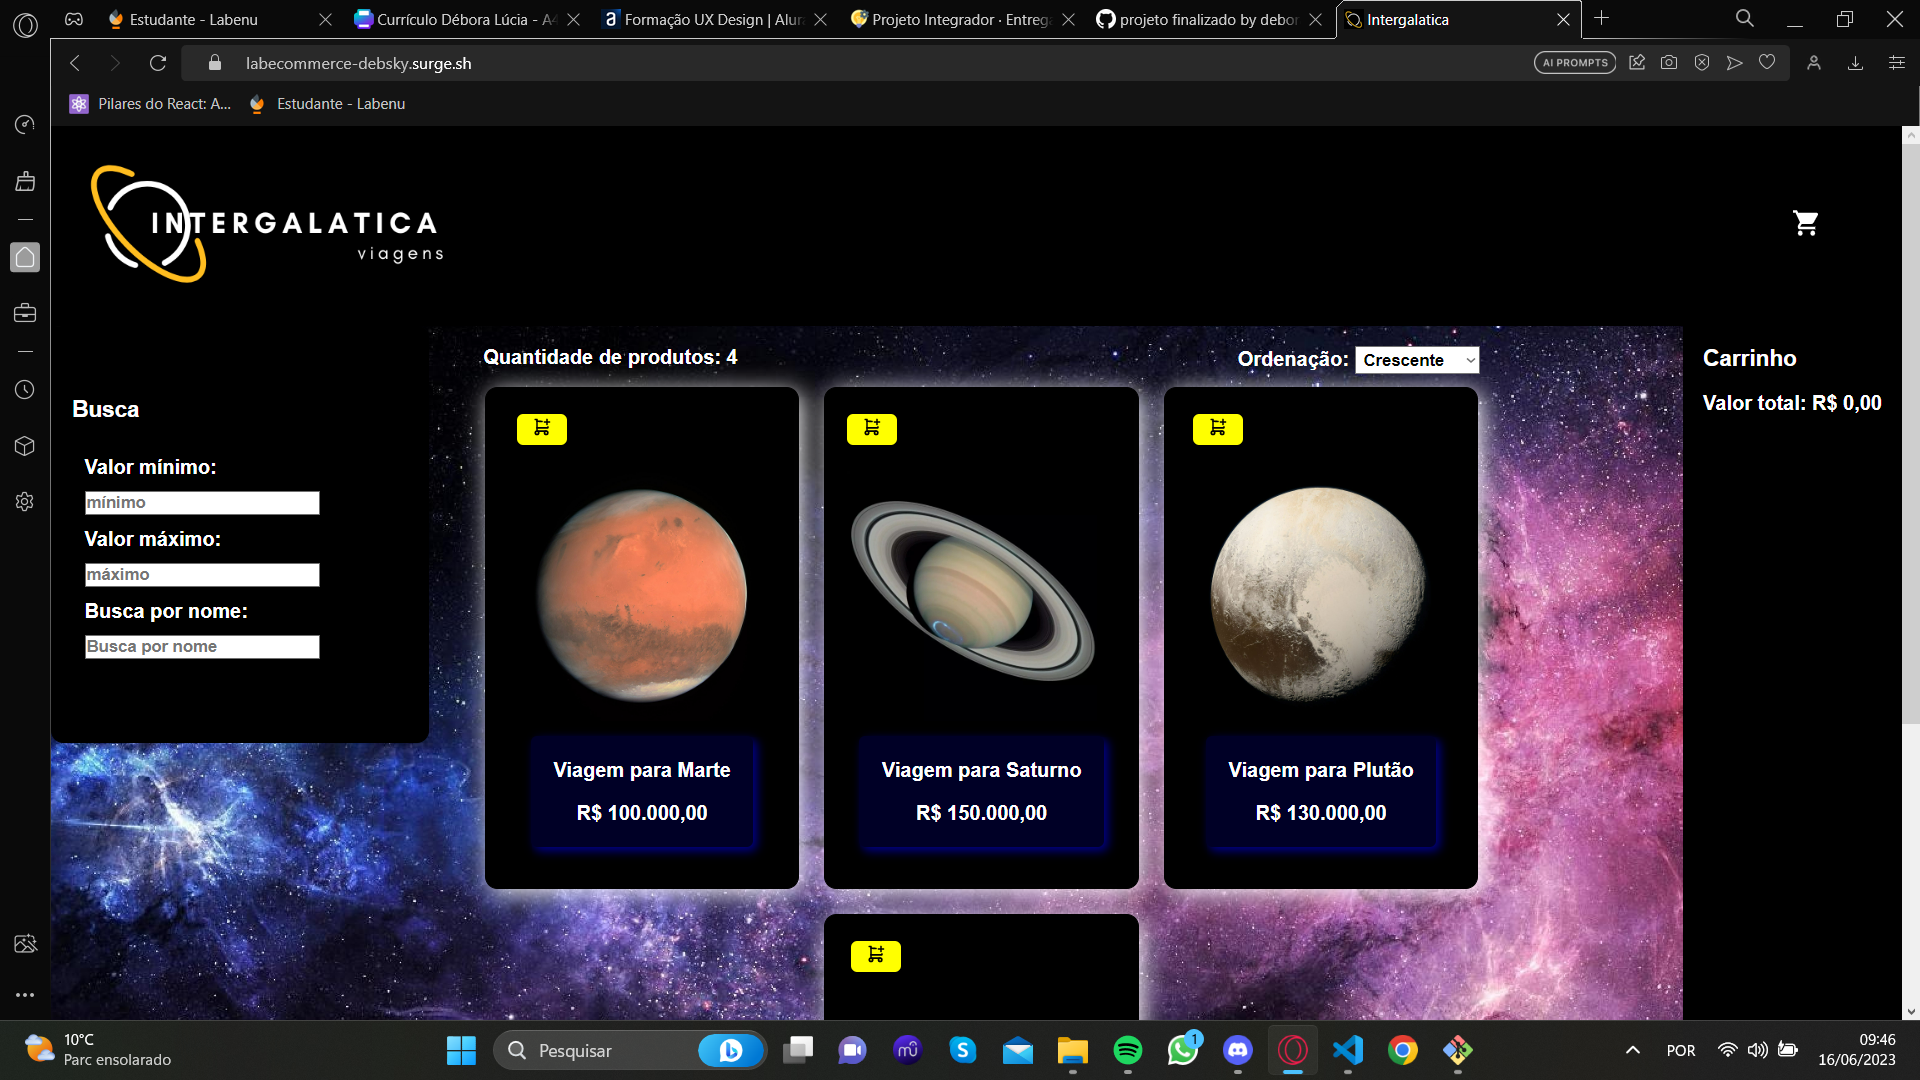 Estudante - Labenu
Currículo Débora Lúcia - A4
Formação UX Design | Alura
Projeto Integrador · Entrega
projeto finalizado by debor
Intergalatica
labecommerce-debsky.surge.sh
AI PROMPTS
Pilares do React: A...
Estudante - Labenu
INTERGALATICA
viagens
Quantidade de produtos: 4
Ordenação: Crescente
Carrinho
Valor total: R$ 0,00
Busca
Valor mínimo:
mínimo
Valor máximo:
máximo
Busca por nome:
Busca por nome
Viagem para Marte
R$ 100.000,00
Viagem para Saturno
R$ 150.000,00
Viagem para Plutão
R$ 130.000,00
10°C
Parc ensolarado
Pesquisar
1
POR
09:46
16/06/2023